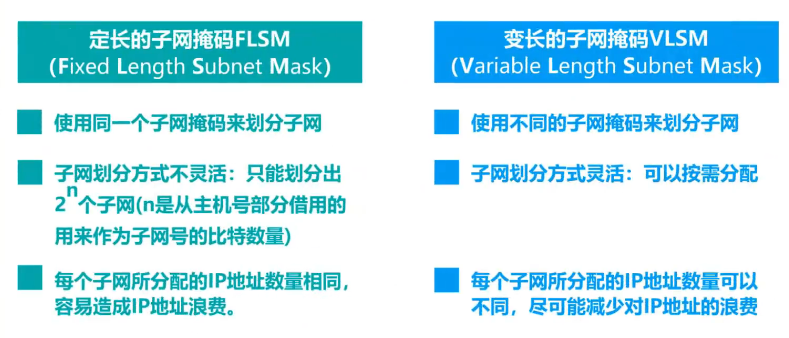 定长的子网掩码FLSM
(Fixed Length Subnet Mask)
使用同一个子网掩码来划分子网
子网划分方式不灵活：只能划分出
2n个子网(n是从主机号部分借用的
用来作为子网号的比特数量)
每个子网所分配的IP地址数量相同，
容易造成IP地址浪费。
变长的子网掩码VLSM
(Variable Length Subnet Mask)
使用不同的子网掩码来划分子网
子网划分方式灵活：可以按需分配
每个子网所分配的IP地址数量可以
不同，尽可能减少对IP地址的浪费